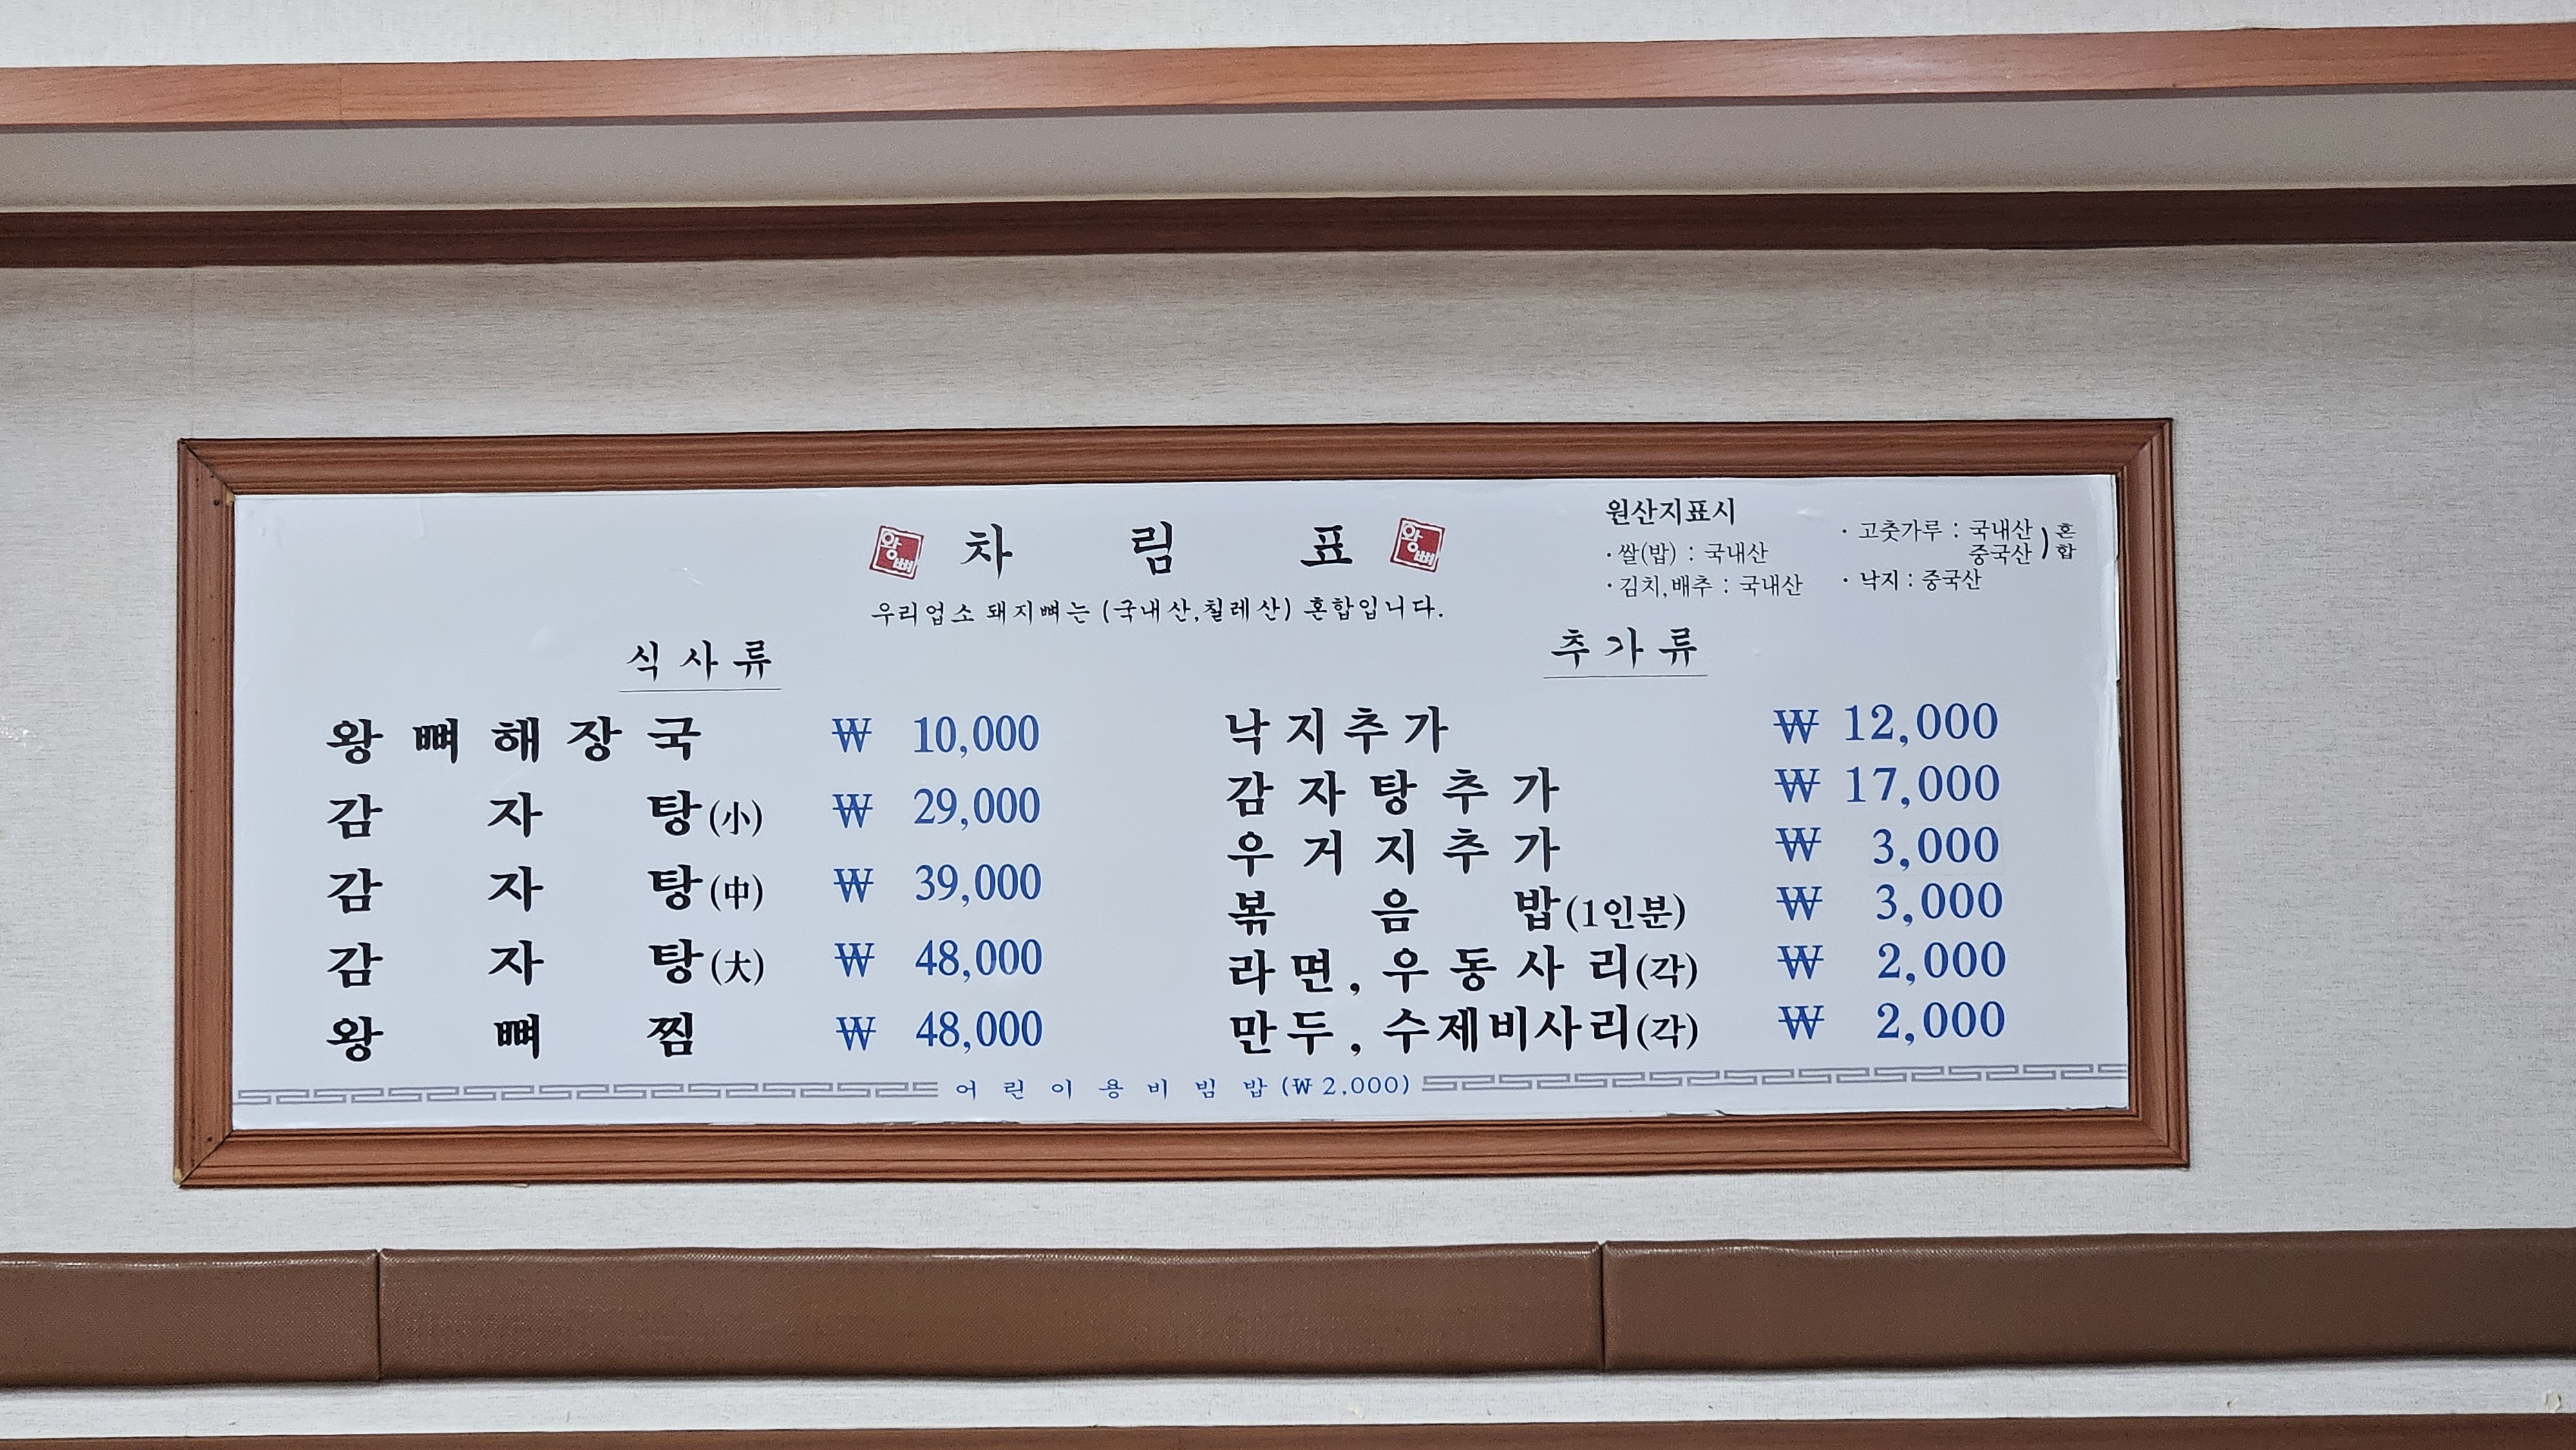 왕뼈 차림표 왕뼈
우리업소 돼지뼈는 (국내산,칠레산) 혼합입니다.
원산지표시
·쌀(밥) : 국내산
·김치,배추 : 국내산
·고춧가루 : 국내산
중국산 ) 혼합
·낙지 : 중국산
식사류
왕뼈해장국 ₩ 10,000
감자탕(小) ₩ 29,000
감자탕(中) ₩ 39,000
감자탕(大) ₩ 48,000
왕뼈찜 ₩ 48,000
추가류
낙지추가 ₩ 12,000
감자탕추가 ₩ 17,000
우거지추가 ₩ 3,000
볶음밥(1인분) ₩ 3,000
라면, 우동사리(각) ₩ 2,000
만두, 수제비사리(각) ₩ 2,000
어린이용비빔밥(₩2,000)